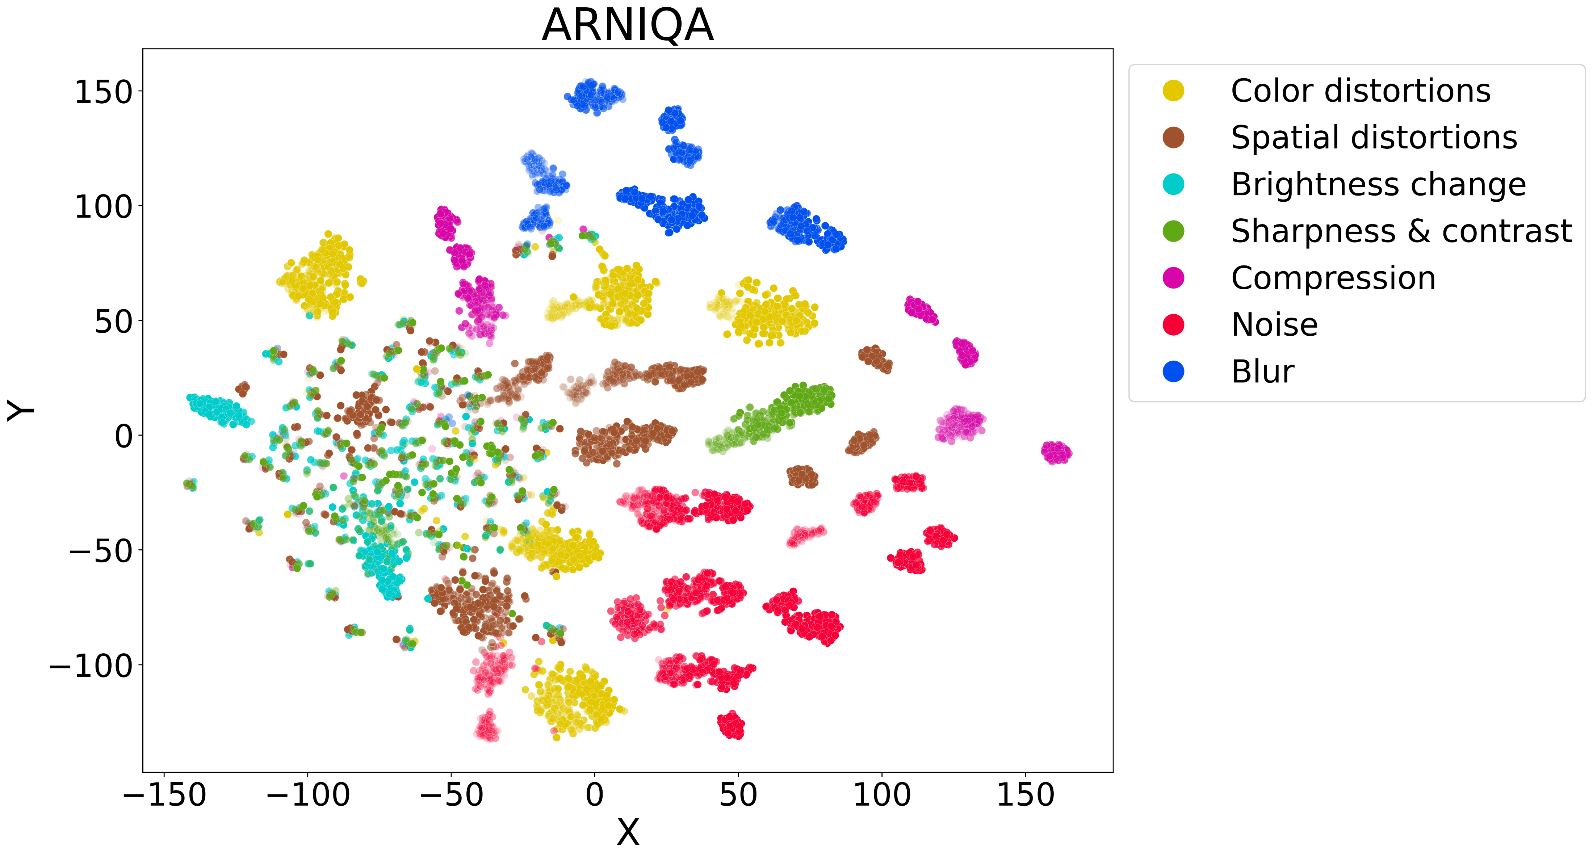 ARNIQA
150
100
50
0
−50
−100
−150
−100
−50
0
50
100
150
X
Y
Color distortions
Spatial distortions
Brightness change
Sharpness & contrast
Compression
Noise
Blur